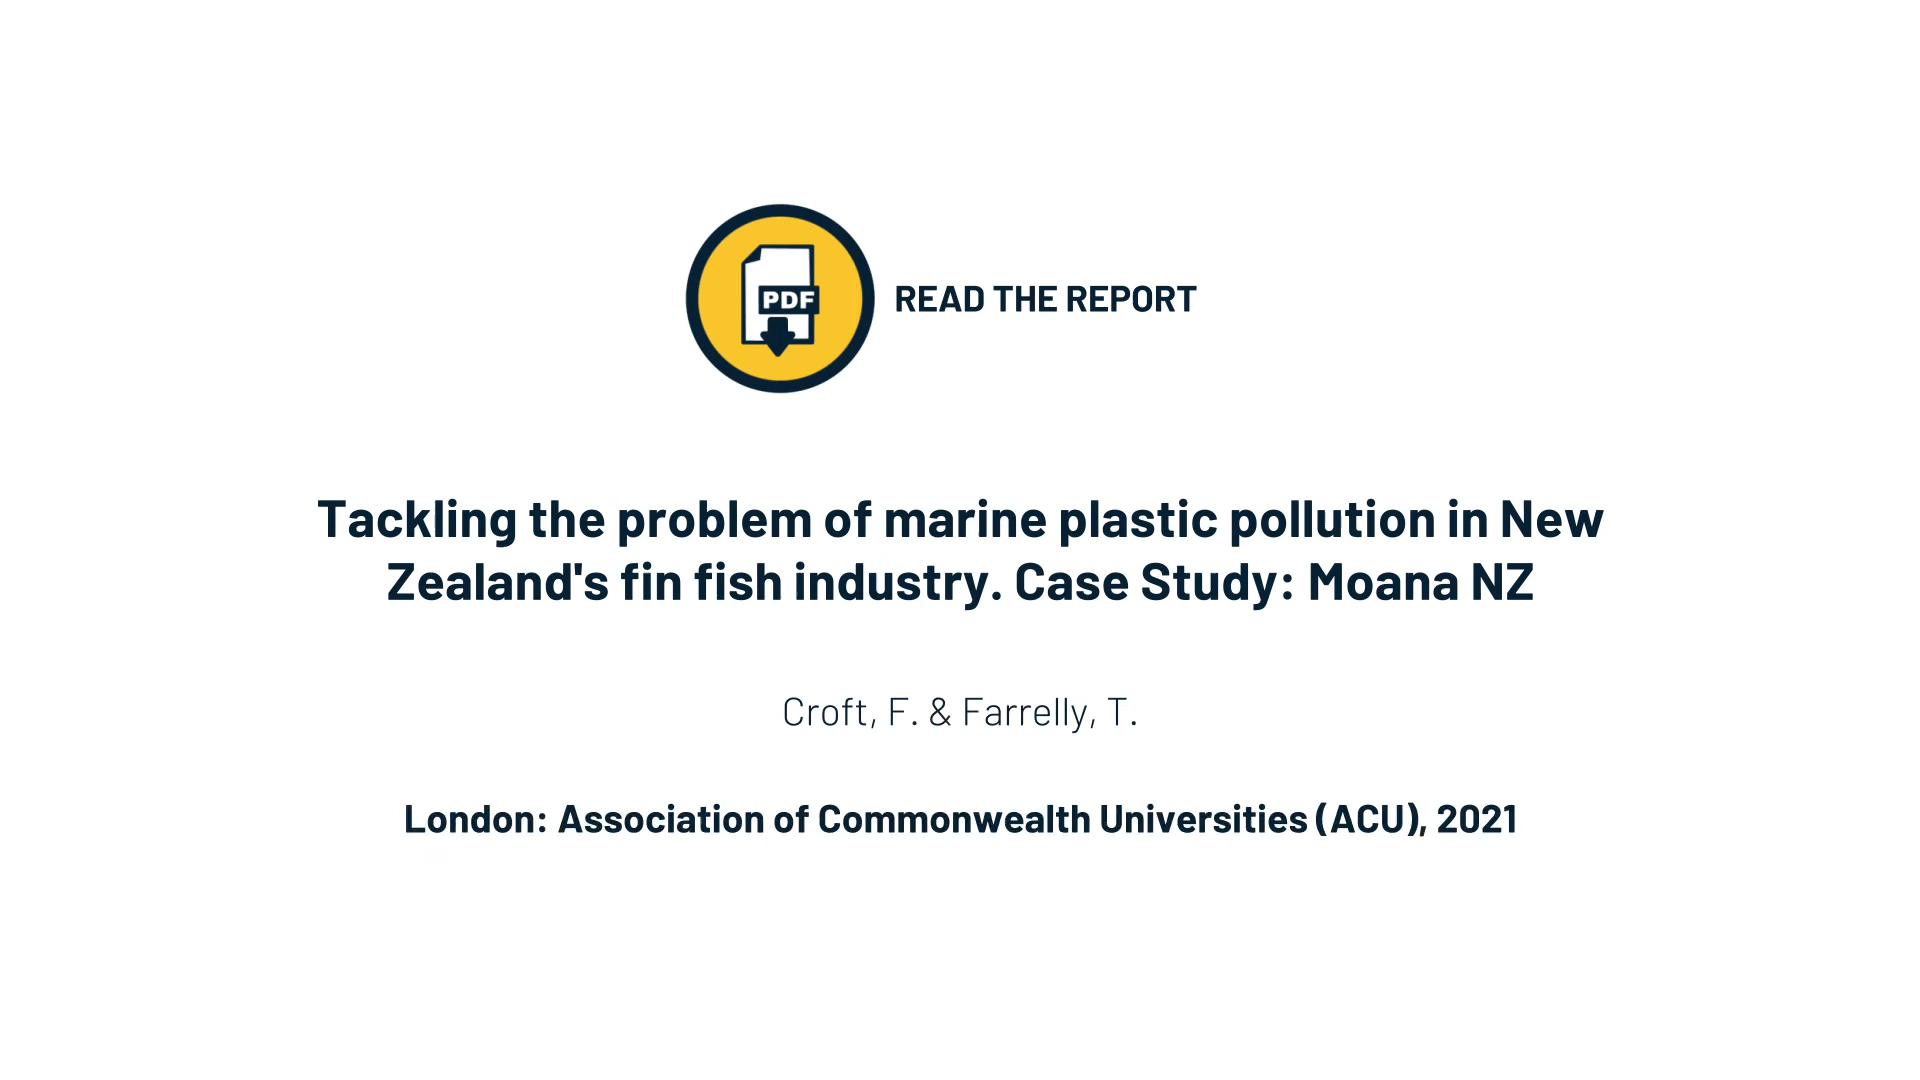 PDF
READ THE REPORT
Tackling the problem of marine plastic pollution in New
Zealand's fin fish industry. Case Study: Moana NZ
Croft, F. & Farrelly, T.
London: Association of Commonwealth Universities (ACU), 2021